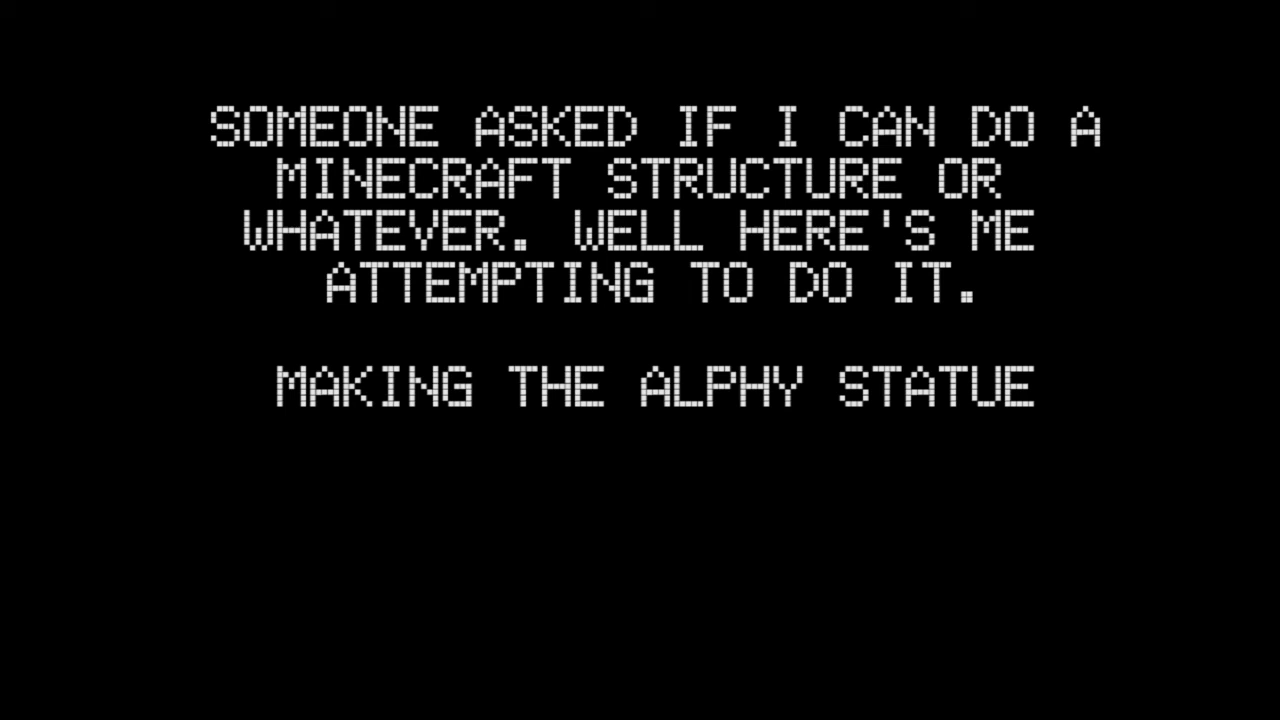 SOMEONE ASKED IF I CAN DO A
MINECRAFT STRUCTURE OR
WHATEVER. WELL HERE'S ME
ATTEMPTING TO DO IT.
MAKING THE ALPHY STATUE